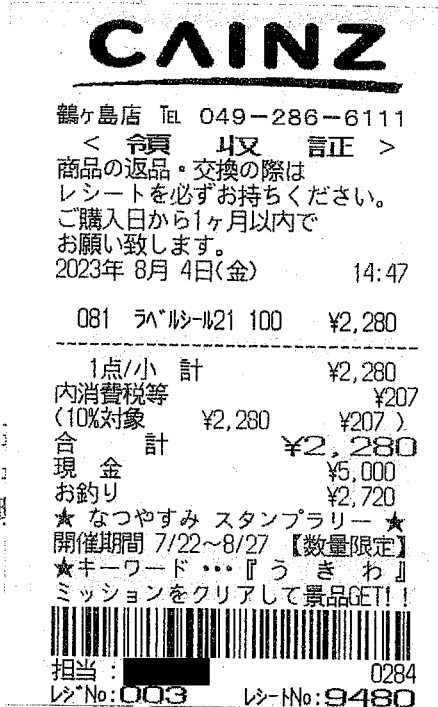 CAINZ
鶴ヶ島店 ℡ 049-286-6111
< 領 収 証 >
商品の返品・交換の際は
レシートを必ずお持ちください。
ご購入日から1ヶ月以内で
お願い致します。
2023年 8月 4日(金) 14:47
081 ﾗﾍﾞﾙｼｰﾙ21 100 ¥2,280
1点/小 計 ¥2,280
内消費税等 ¥207
(10%対象 ¥2,280 ¥207 )
合 計 ¥2,280
現 金 ¥5,000
お釣り ¥2,720
★ なつやすみ スタンプラリー ★
開催期間 7/22～8/27 【数量限定】
★キーワード ・・・『 う き わ 』
ミッションをクリアして景品GET!!
担当 : 0284
ﾚｼﾞNo:003 ﾚｼｰﾄNo:9480